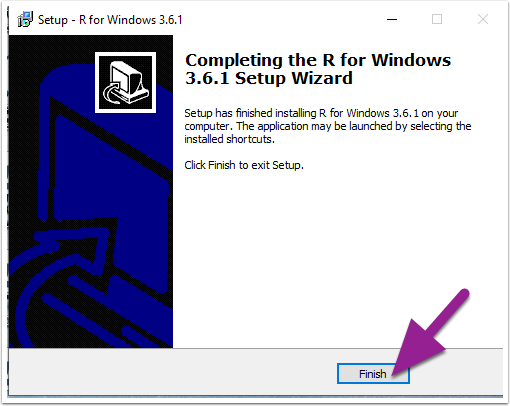 Setup - R for Windows 3.6.1
Completing the R for Windows
3.6.1 Setup Wizard
Setup has finished installing R for Windows 3.6.1 on your
computer. The application may be launched by selecting the
installed shortcuts.
Click Finish to exit Setup.
Finish